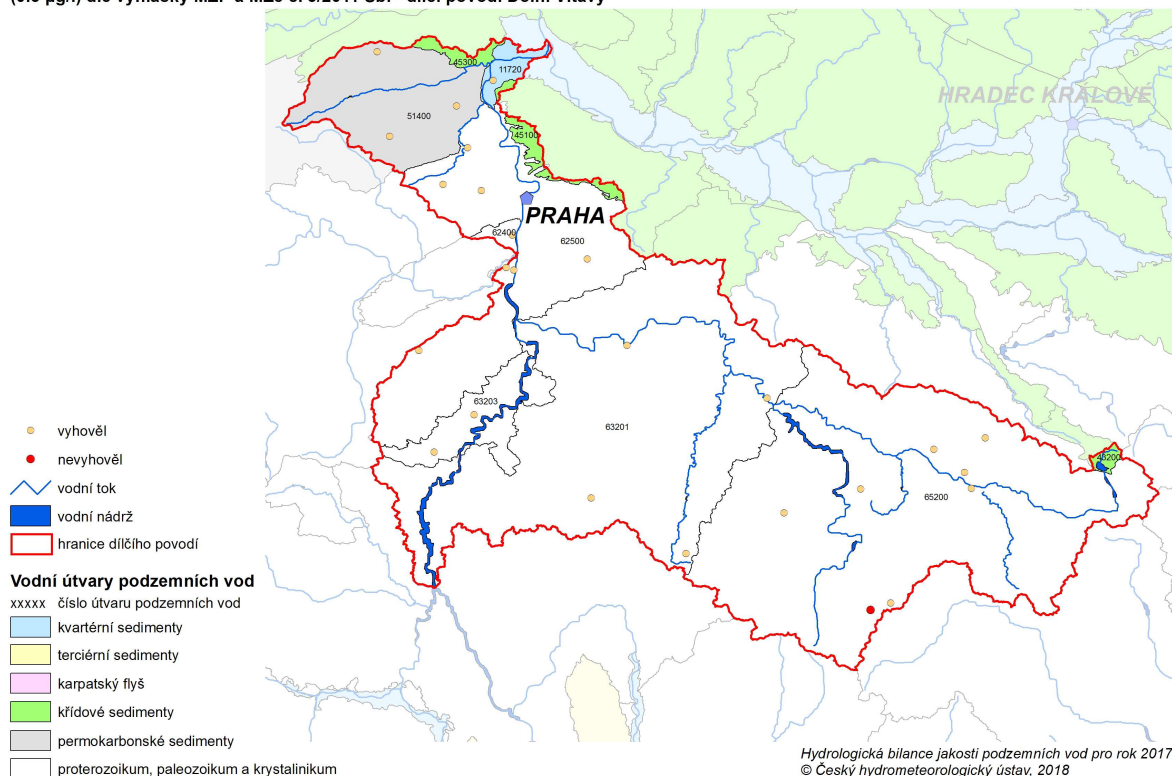 HRADEC KRÁLOVÉ
45300
11720
51400
45100
PRAHA
62400
62500
63203
63201
65200
vyhověl
nevyhověl
vodní tok
vodní nádrž
hranice dílčího povodí
Vodní útvary podzemních vod
xxxxx číslo útvaru podzemních vod
kvartérní sedimenty
terciérní sedimenty
karpatský flyš
křídové sedimenty
permokarbonské sedimenty
proterozoikum, paleozoikum a krystalinikum
Hydrologická bilance jakosti podzemních vod pro rok 2017
© Český hydrometeorologický ústav, 2018